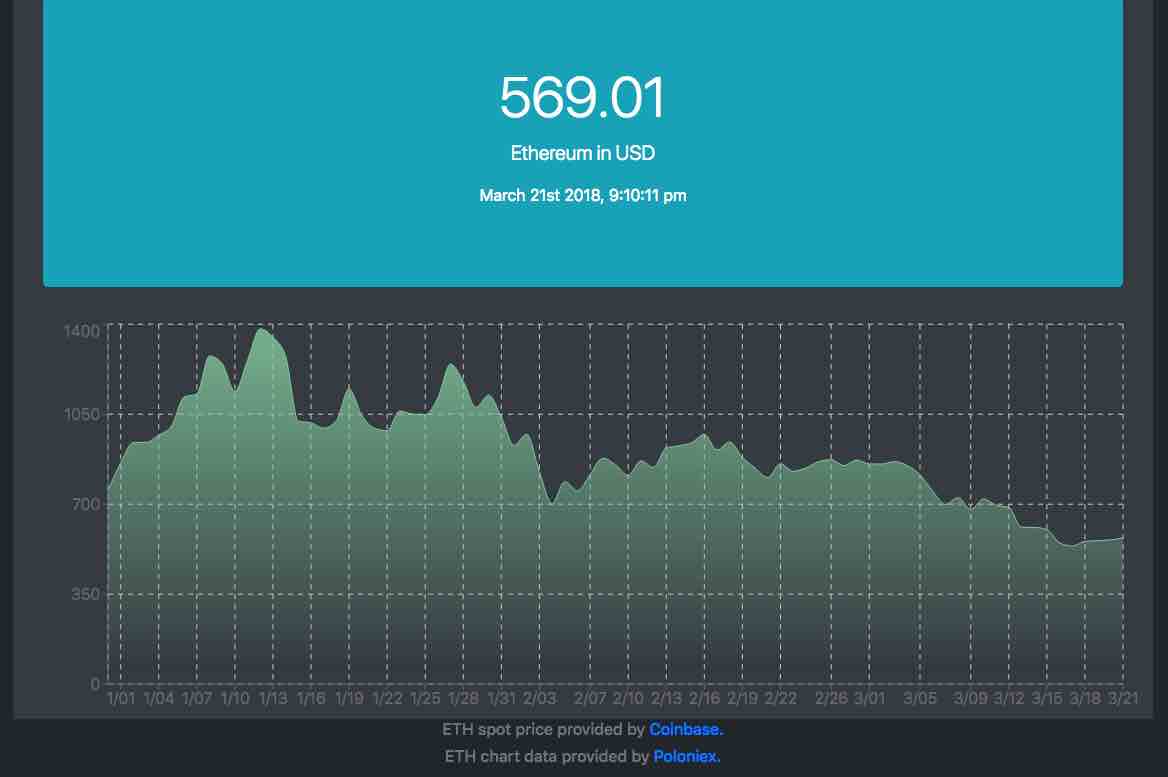 569.01
Ethereum in USD
March 21st 2018, 9:10:11 pm
1400
1050
700
350
0
1/01 1/04 1/07 1/10 1/13 1/16 1/19 1/22 1/25 1/28 1/31 2/03 2/07 2/10 2/13 2/16 2/19 2/22 2/26 3/01 3/05 3/09 3/12 3/15 3/18 3/21
ETH spot price provided by Coinbase.
ETH chart data provided by Poloniex.